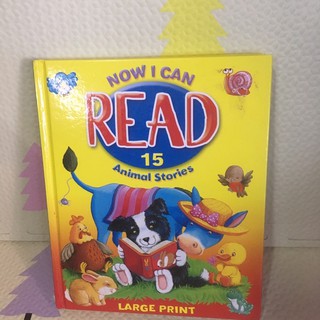 NOW I CAN
READ
15
Animal Stories
LARGE PRINT